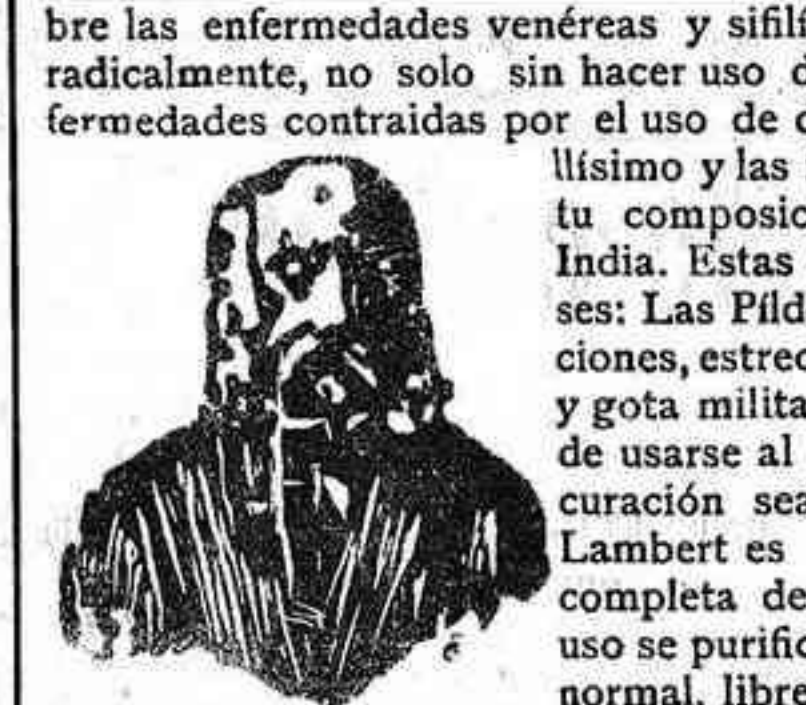 bre las enfermedades venéreas y sifilí
radicalmente, no solo sin hacer uso d
fermedades contraidas por el uso de
llísimo y las
tu composic
India. Estas
ses: Las Píld
ciones, estrec
y gota milita
de usarse al
curación sea
Lambert es
completa de
uso se purific
normal, libre